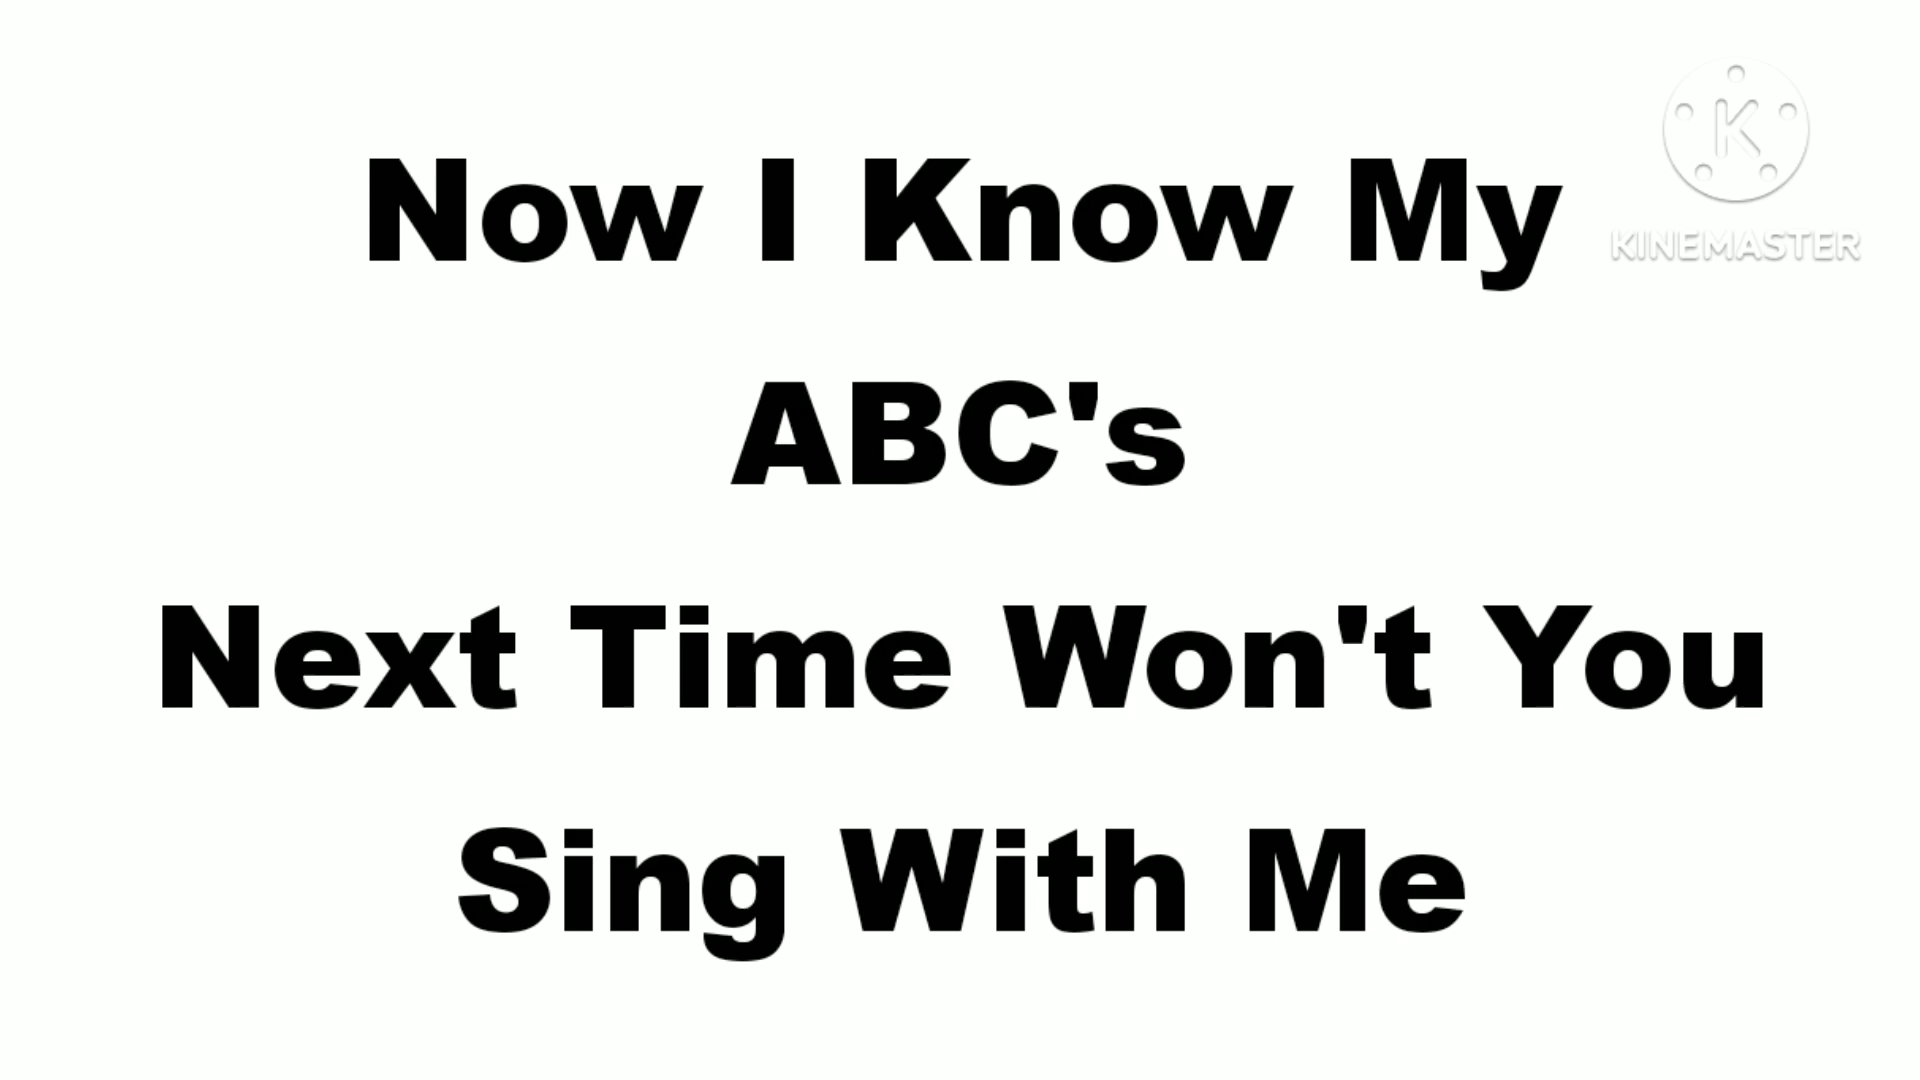 Now I Know My
K
KINEMASTER
ABC's
Next Time Won't You
Sing With Me